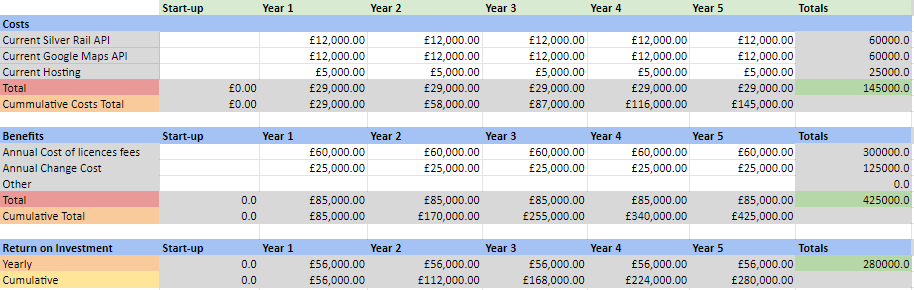 Start-up Year 1 Year 2 Year 3 Year 4 Year 5 Totals
Costs
Current Silver Rail API £12,000.00 £12,000.00 £12,000.00 £12,000.00 £12,000.00 60000.0
Current Google Maps API £12,000.00 £12,000.00 £12,000.00 £12,000.00 £12,000.00 60000.0
Current Hosting £5,000.00 £5,000.00 £5,000.00 £5,000.00 £5,000.00 25000.0
Total £0.00 £29,000.00 £29,000.00 £29,000.00 £29,000.00 £29,000.00 145000.0
Cummulative Costs Total £0.00 £29,000.00 £58,000.00 £87,000.00 £116,000.00 £145,000.00
Benefits Start-up Year 1 Year 2 Year 3 Year 4 Year 5 Totals
Annual Cost of licences fees £60,000.00 £60,000.00 £60,000.00 £60,000.00 £60,000.00 300000.0
Annual Change Cost £25,000.00 £25,000.00 £25,000.00 £25,000.00 £25,000.00 125000.0
Other 0.0
Total 0.0 £85,000.00 £85,000.00 £85,000.00 £85,000.00 £85,000.00 425000.0
Cumulative Total 0.0 £85,000.00 £170,000.00 £255,000.00 £340,000.00 £425,000.00
Return on Investment Start-up Year 1 Year 2 Year 3 Year 4 Year 5 Totals
Yearly 0.0 £56,000.00 £56,000.00 £56,000.00 £56,000.00 £56,000.00 280000.0
Cumulative 0.0 £56,000.00 £112,000.00 £168,000.00 £224,000.00 £280,000.00